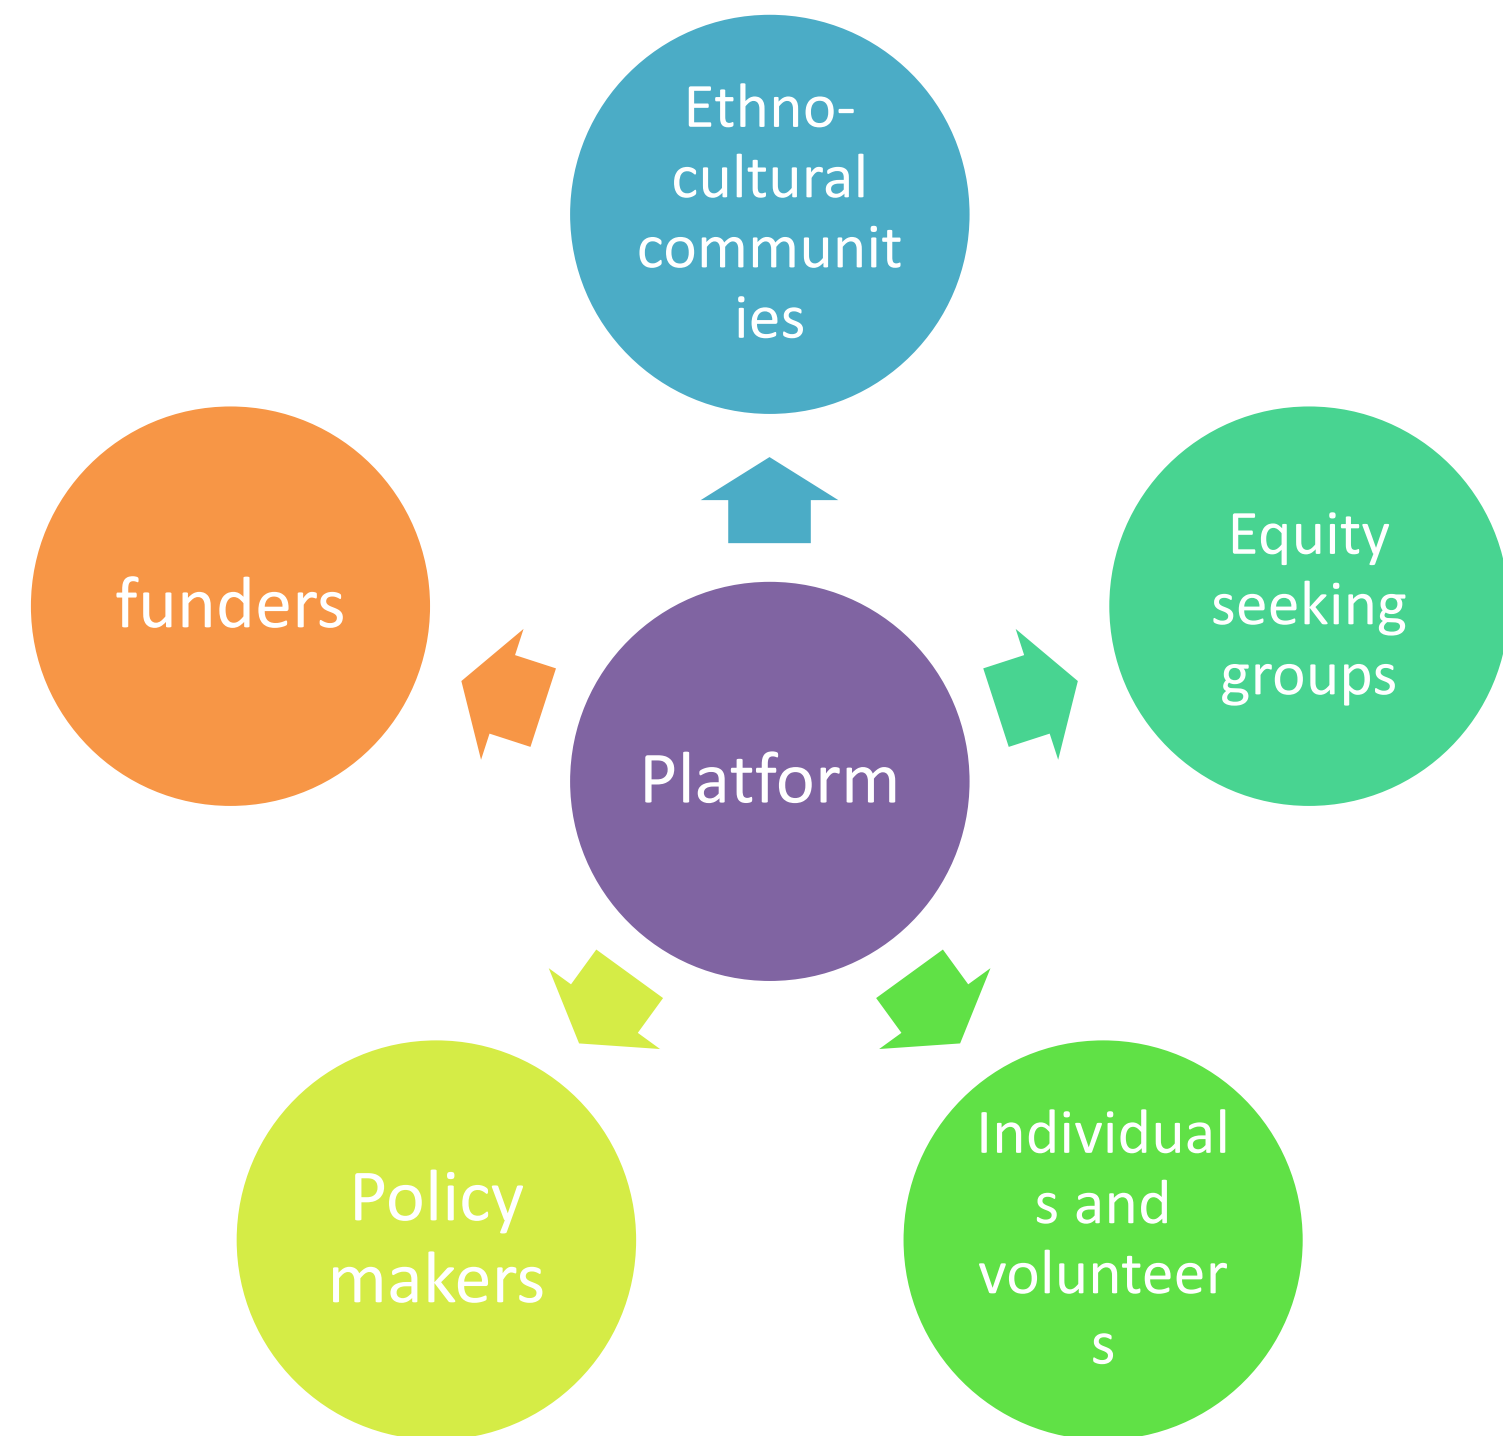 Ethno-
cultural
communit
ies
funders
Equity
seeking
groups
Platform
Policy
makers
Individual
s and
volunteer
s